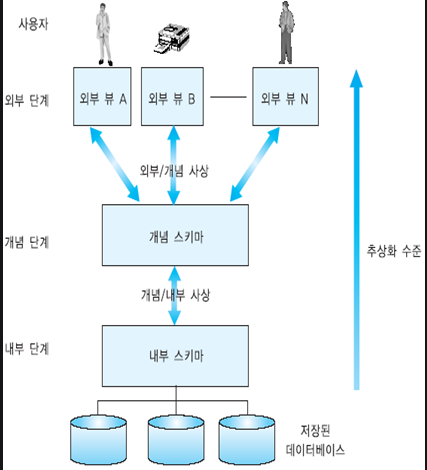 사용자
외부 단계
외부 뷰 A
외부 뷰 B
외부 뷰 N
외부/개념 사상
개념 단계
개념 스키마
추상화 수준
개념/내부 사상
내부 단계
내부 스키마
저장된
데이터베이스